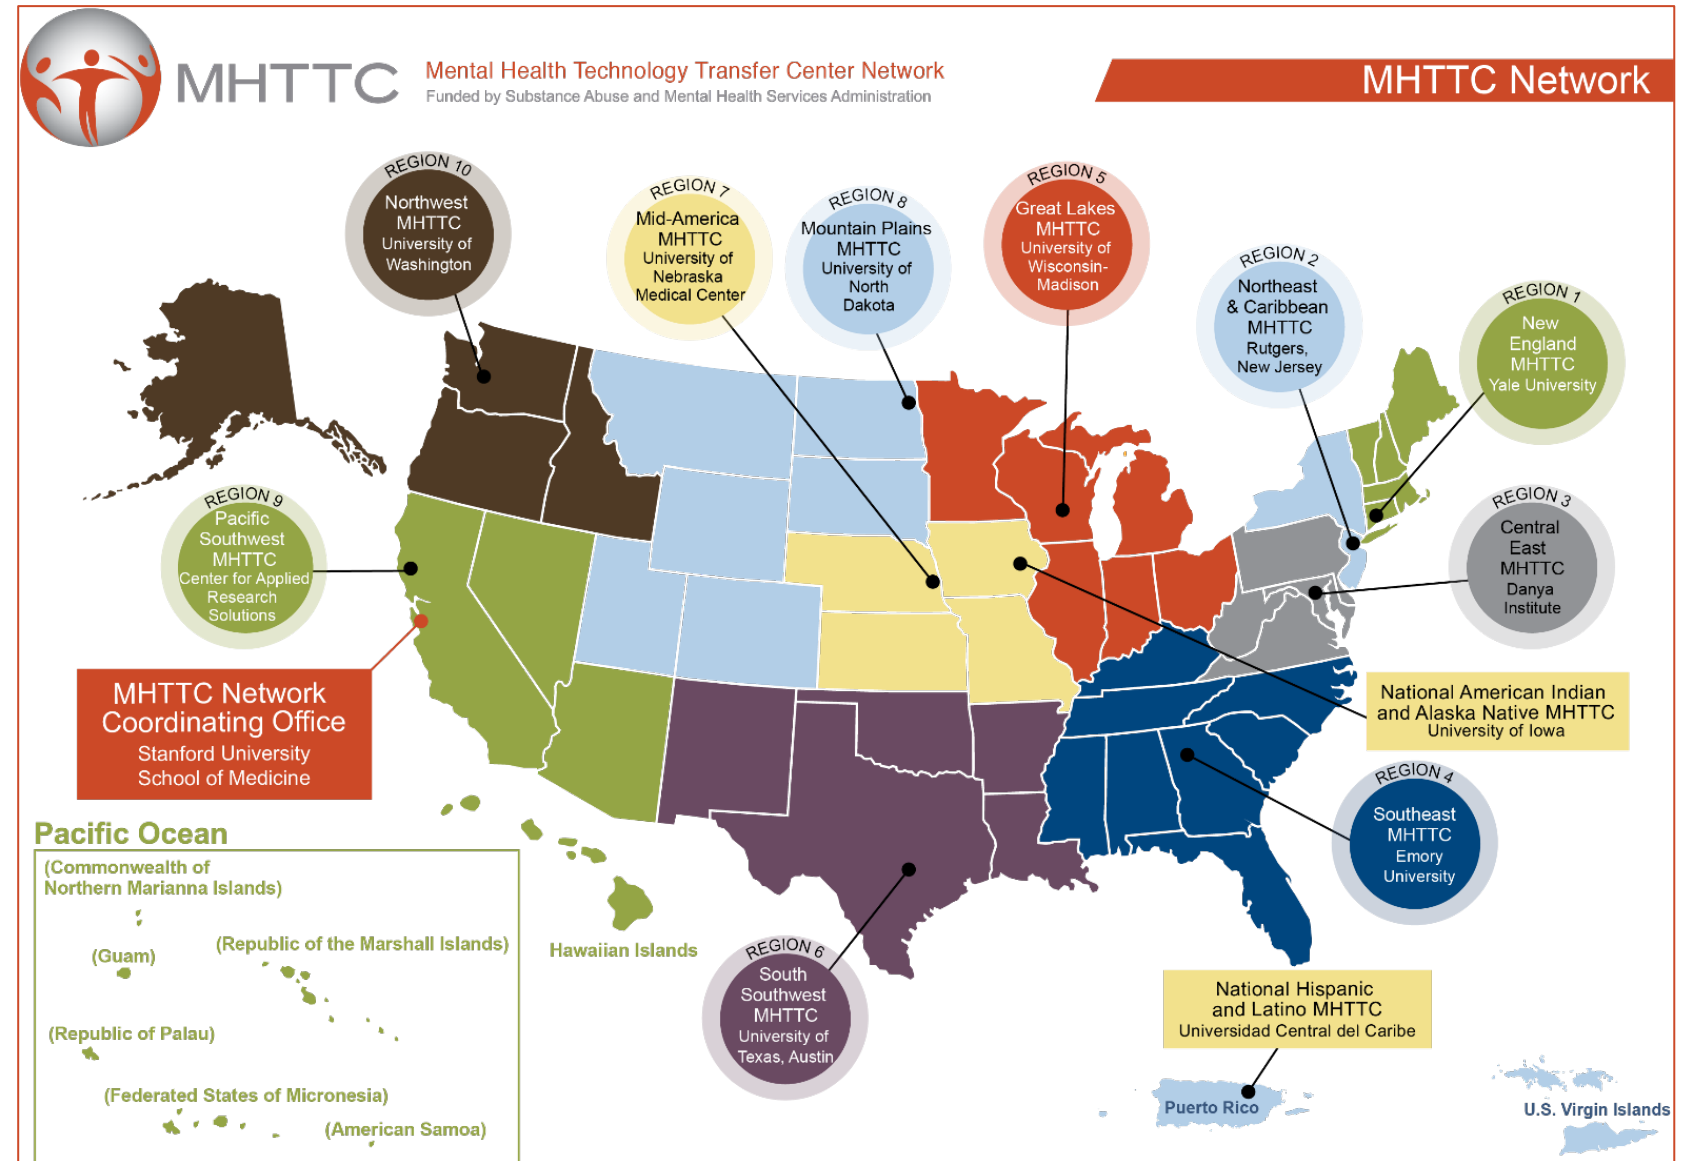 MHTTC
Mental Health Technology Transfer Center Network
Funded by Substance Abuse and Mental Health Services Administration
MHTTC Network
REGION 10
Northwest
MHTTC
University of
Washington
REGION 7
Mid-America
MHTTC
University of
Nebraska
Medical Center
REGION 8
Mountain Plains
MHTTC
University of
North
Dakota
REGION 5
Great Lakes
MHTTC
University of
Wisconsin-
Madison
REGION 2
Northeast
& Caribbean
MHTTC
Rutgers,
New Jersey
REGION 1
New
England
MHTTC
Yale University
REGION 9
Pacific
Southwest
MHTTC
Center for Applied
Research
Solutions
REGION 3
Central
East
MHTTC
Danya
Institute
MHTTC Network
Coordinating Office
Stanford University
School of Medicine
National American Indian
and Alaska Native MHTTC
University of Iowa
REGION 4
Southeast
MHTTC
Emory
University
Pacific Ocean
(Commonwealth of
Northern Marianna Islands)
(Guam)
(Republic of the Marshall Islands)
(Republic of Palau)
(Federated States of Micronesia)
(American Samoa)
Hawaiian Islands
REGION 6
South
Southwest
MHTTC
University of
Texas, Austin
National Hispanic
and Latino MHTTC
Universidad Central del Caribe
Puerto Rico
U.S. Virgin Islands